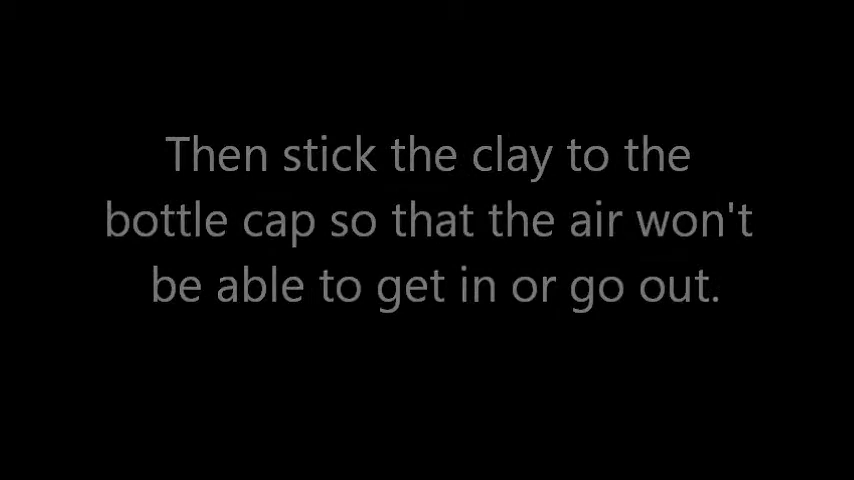 Then stick the clay to the
bottle cap so that the air won't
be able to get in or go out.